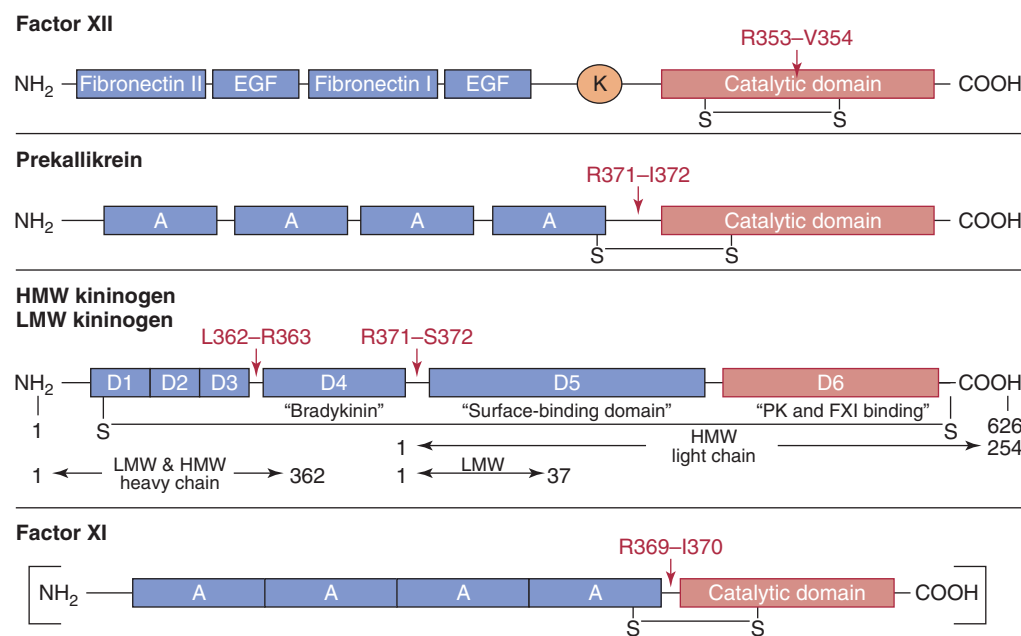 Factor XII
R353–V354
NH2 Fibronectin II EGF Fibronectin I EGF K Catalytic domain COOH
S S
Prekallikrein
R371–I372
NH2 A A A A Catalytic domain COOH
S S
HMW kininogen
LMW kininogen
L362–R363 R371–S372
NH2 D1 D2 D3 D4 D5 D6 COOH
“Bradykinin” “Surface-binding domain” “PK and FXI binding”
1 S S 626
1 HMW light chain 254
1 LMW & HMW heavy chain 362 1 LMW 37
Factor XI
R369–I370
NH2 A A A A Catalytic domain COOH
S S